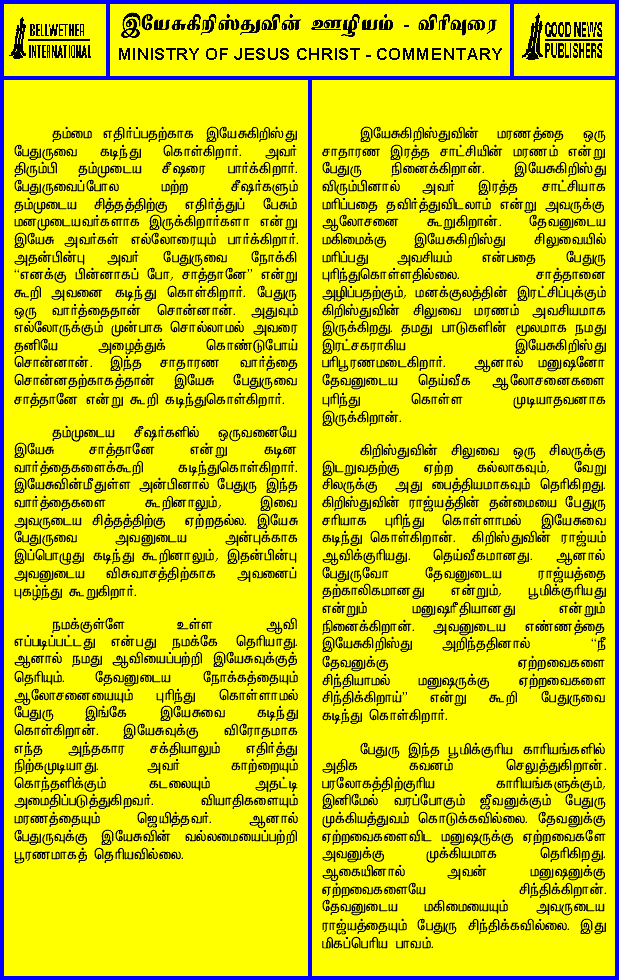 BELLWETHER
INTERNATIONAL
இயேசுகிறிஸ்துவின் ஊழியம் - விரிவுரை
MINISTRY OF JESUS CHRIST - COMMENTARY
GOOD NEWS
PUBLISHERS
தம்மை எதிர்ப்பதற்காக இயேசுகிறிஸ்து
பேதுருவை கடிந்து கொள்கிறார். அவர்
திரும்பி தம்முடைய சீஷரை பார்க்கிறார்.
பேதுருவைப்போல மற்ற சீஷர்களும்
தம்முடைய சித்தத்திற்கு எதிர்த்துப் பேசும்
மனமுடையவர்களாக இருக்கிறார்களா என்று
இயேசு அவர்கள் எல்லோரையும் பார்க்கிறார்.
அதன்பின்பு அவர் பேதுருவை நோக்கி
“எனக்கு பின்னாகப் போ, சாத்தானே” என்று
கூறி அவனை கடிந்து கொள்கிறார். பேதுரு
ஒரு வார்த்தைதான் சொன்னான். அதுவும்
எல்லோருக்கும் முன்பாக சொல்லாமல் அவரை
தனியே அழைத்துக் கொண்டுபோய்
சொன்னான். இந்த சாதாரண வார்த்தை
சொன்னதற்காகத்தான் இயேசு பேதுருவை
சாத்தானே என்று கூறி கடிந்துகொள்கிறார்.
தம்முடைய சீஷர்களில் ஒருவனையே
இயேசு சாத்தானே என்று கடின
வார்த்தைகளைக்கூறி கடிந்துகொள்கிறார்.
இயேசுவின்மீதுள்ள அன்பினால் பேதுரு இந்த
வார்த்தைகளை கூறினாலும், இவை
அவருடைய சித்தத்திற்கு ஏற்றதல்ல. இயேசு
பேதுருவை அவனுடைய அன்புக்காக
இப்பொழுது கடிந்து கூறினாலும், இதன்பின்பு
அவனுடைய விசுவாசத்திற்காக அவனைப்
புகழ்ந்து கூறுகிறார்.
நமக்குள்ளே உள்ள ஆவி
எப்படிப்பட்டது என்பது நமக்கே தெரியாது.
ஆனால் நமது ஆவியைப்பற்றி இயேசுவுக்குத்
தெரியும். தேவனுடைய நோக்கத்தையும்
ஆலோசனையையும் புரிந்து கொள்ளாமல்
பேதுரு இங்கே இயேசுவை கடிந்து
கொள்கிறான். இயேசுவுக்கு விரோதமாக
எந்த அந்தகார சக்தியாலும் எதிர்த்து
நிற்கமுடியாது. அவர் காற்றையும்
கொந்தளிக்கும் கடலையும் அதட்டி
அமைதிப்படுத்துகிறவர். வியாதிகளையும்
மரணத்தையும் ஜெயித்தவர். ஆனால்
பேதுருவுக்கு இயேசுவின் வல்லமையைப்பற்றி
பூரணமாகத் தெரியவில்லை.
இயேசுகிறிஸ்துவின் மரணத்தை ஒரு
சாதாரண இரத்த சாட்சியின் மரணம் என்று
பேதுரு நினைக்கிறான். இயேசுகிறிஸ்து
விரும்பினால் அவர் இரத்த சாட்சியாக
மரிப்பதை தவிர்த்துவிடலாம் என்று அவருக்கு
ஆலோசனை கூறுகிறான். தேவனுடைய
மகிமைக்கு இயேசுகிறிஸ்து சிலுவையில்
மரிப்பது அவசியம் என்பதை பேதுரு
புரிந்துகொள்ளதில்லை. சாத்தானை
அழிப்பதற்கும், மனக்குலத்தின் இரட்சிப்புக்கும்
கிறிஸ்துவின் சிலுவை மரணம் அவசியமாக
இருக்கிறது. தமது பாடுகளின் மூலமாக நமது
இரட்சகராகிய இயேசுகிறிஸ்து
பரிபூரணமடைகிறார். ஆனால் மனுஷனோ
தேவனுடைய தெய்வீக ஆலோசனைகளை
புரிந்து கொள்ள முடியாதவனாக
இருக்கிறான்.
கிறிஸ்துவின் சிலுவை ஒரு சிலருக்கு
இடறுவதற்கு ஏற்ற கல்லாகவும், வேறு
சிலருக்கு அது பைத்தியமாகவும் தெரிகிறது.
கிறிஸ்துவின் ராஜ்யத்தின் தன்மையை பேதுரு
சரியாக புரிந்து கொள்ளாமல் இயேசுவை
கடிந்து கொள்கிறான். கிறிஸ்துவின் ராஜ்யம்
ஆவிக்குரியது. தெய்வீகமானது. ஆனால்
பேதுருவோ தேவனுடைய ராஜ்யத்தை
தற்காலிகமானது என்றும், பூமிக்குரியது
என்றும் மனுஷரீதியானது என்றும்
நினைக்கிறான். அவனுடைய எண்ணத்தை
இயேசுகிறிஸ்து அறிந்ததினால் “நீ
தேவனுக்கு ஏற்றவைகளை
சிந்தியாமல் மனுஷருக்கு ஏற்றவைகளை
சிந்திக்கிறாய்” என்று கூறி பேதுருவை
கடிந்து கொள்கிறார்.
பேதுரு இந்த பூமிக்குரிய காரியங்களில்
அதிக கவனம் செலுத்துகிறான்.
பரலோகத்திற்குரிய காரியங்களுக்கும்,
இனிமேல் வரப்போகும் ஜீவனுக்கும் பேதுரு
முக்கியத்துவம் கொடுக்கவில்லை. தேவனுக்கு
ஏற்றவைகளைவிட மனுஷருக்கு ஏற்றவைகளே
அவனுக்கு முக்கியமாக தெரிகிறது.
ஆகையினால் அவன் மனுஷனுக்கு
ஏற்றவைகளையே சிந்திக்கிறான்.
தேவனுடைய மகிமையையும் அவருடைய
ராஜ்யத்தையும் பேதுரு சிந்திக்கவில்லை. இது
மிகப்பெரிய பாவம்.